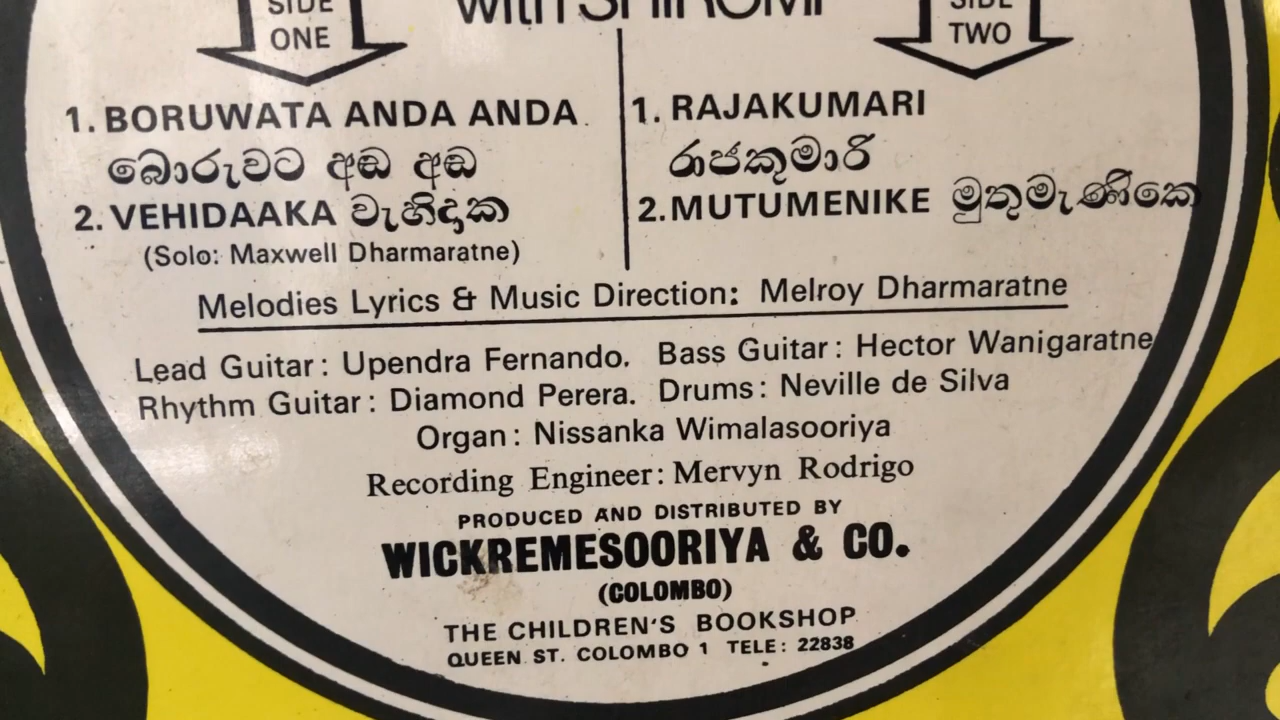 SIDE
ONE
with SHIROMI
SIDE
TWO
1. BORUWATA ANDA ANDA
බොරුවට අඬ අඬ
2. VEHIDAAKA වැහිදාක
(Solo: Maxwell Dharmaratne)
1. RAJAKUMARI
රාජකුමාරි
2. MUTUMENIKE මුතුමැණිකෙ
Melodies Lyrics & Music Direction: Melroy Dharmaratne
Lead Guitar: Upendra Fernando. Bass Guitar: Hector Wanigaratne
Rhythm Guitar: Diamond Perera. Drums: Neville de Silva
Organ: Nissanka Wimalasooriya
Recording Engineer: Mervyn Rodrigo
PRODUCED AND DISTRIBUTED BY
WICKREMESOORIYA & CO.
(COLOMBO)
THE CHILDREN'S BOOKSHOP
QUEEN ST. COLOMBO 1 TELE: 22838